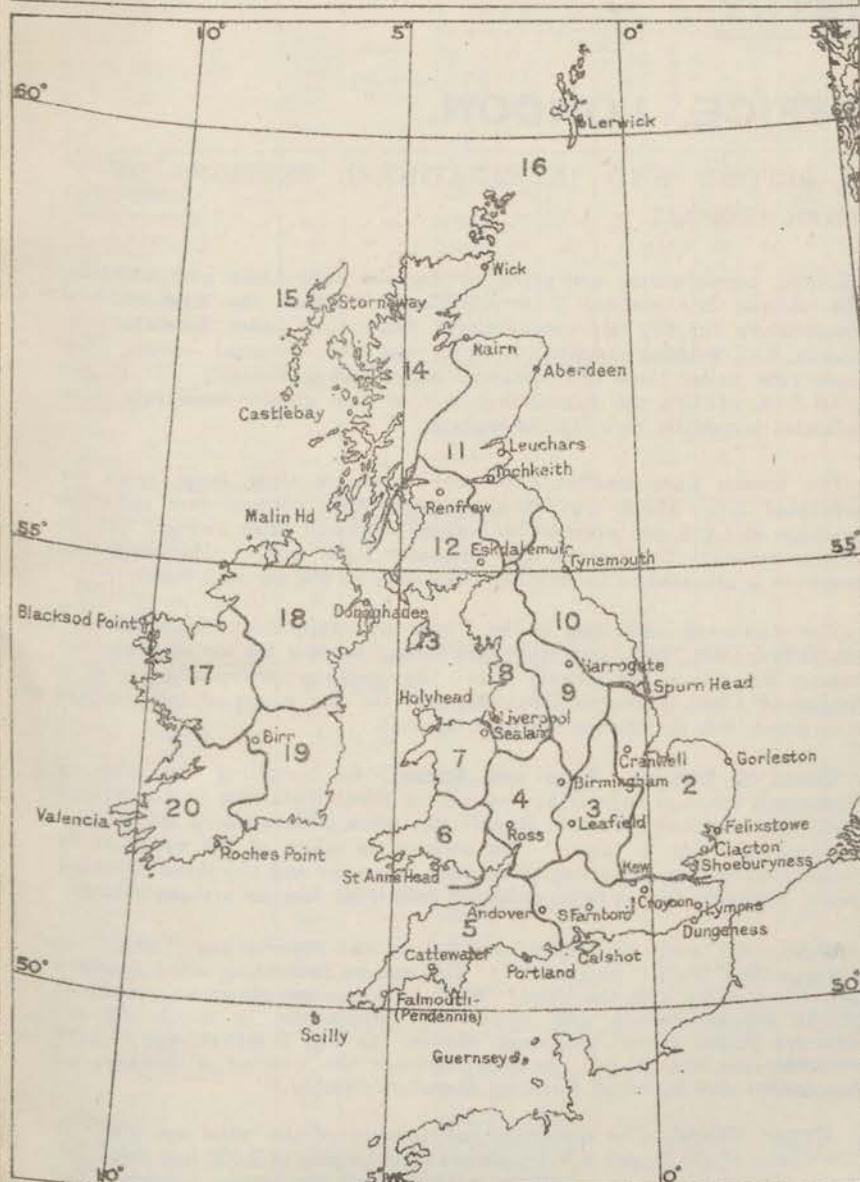 10° 5° 0° 5
60°
Lerwick
16
Wick
15 Stornoway
14
Nairn
Aberdeen
Castlebay
11
Leuchars
Inchkeith
Renfrew
Malin Hd
55° 12 Eskdalemuir 55°
Tynemouth
Blacksod Point
18
Donaghadee
13
10
17
8
Harrogate
9
Spurn Head
Holyhead
Liverpool
Sealand
Birr
19
7
Cranwell
2
Gorleston
Birmingham
20
4
3
Valencia
6
Ross
Leafield
Felixstowe
Clacton
Roches Point
Shoeburyness
St Anns Head
Kew
Croydon
Andover
S Farnboro'
Lympne
5
Dungeness
Cattewater
Calshot
Portland
50° 50°
Falmouth-
(Pendennis)
Scilly
Guernsey
10° 5° W 0°